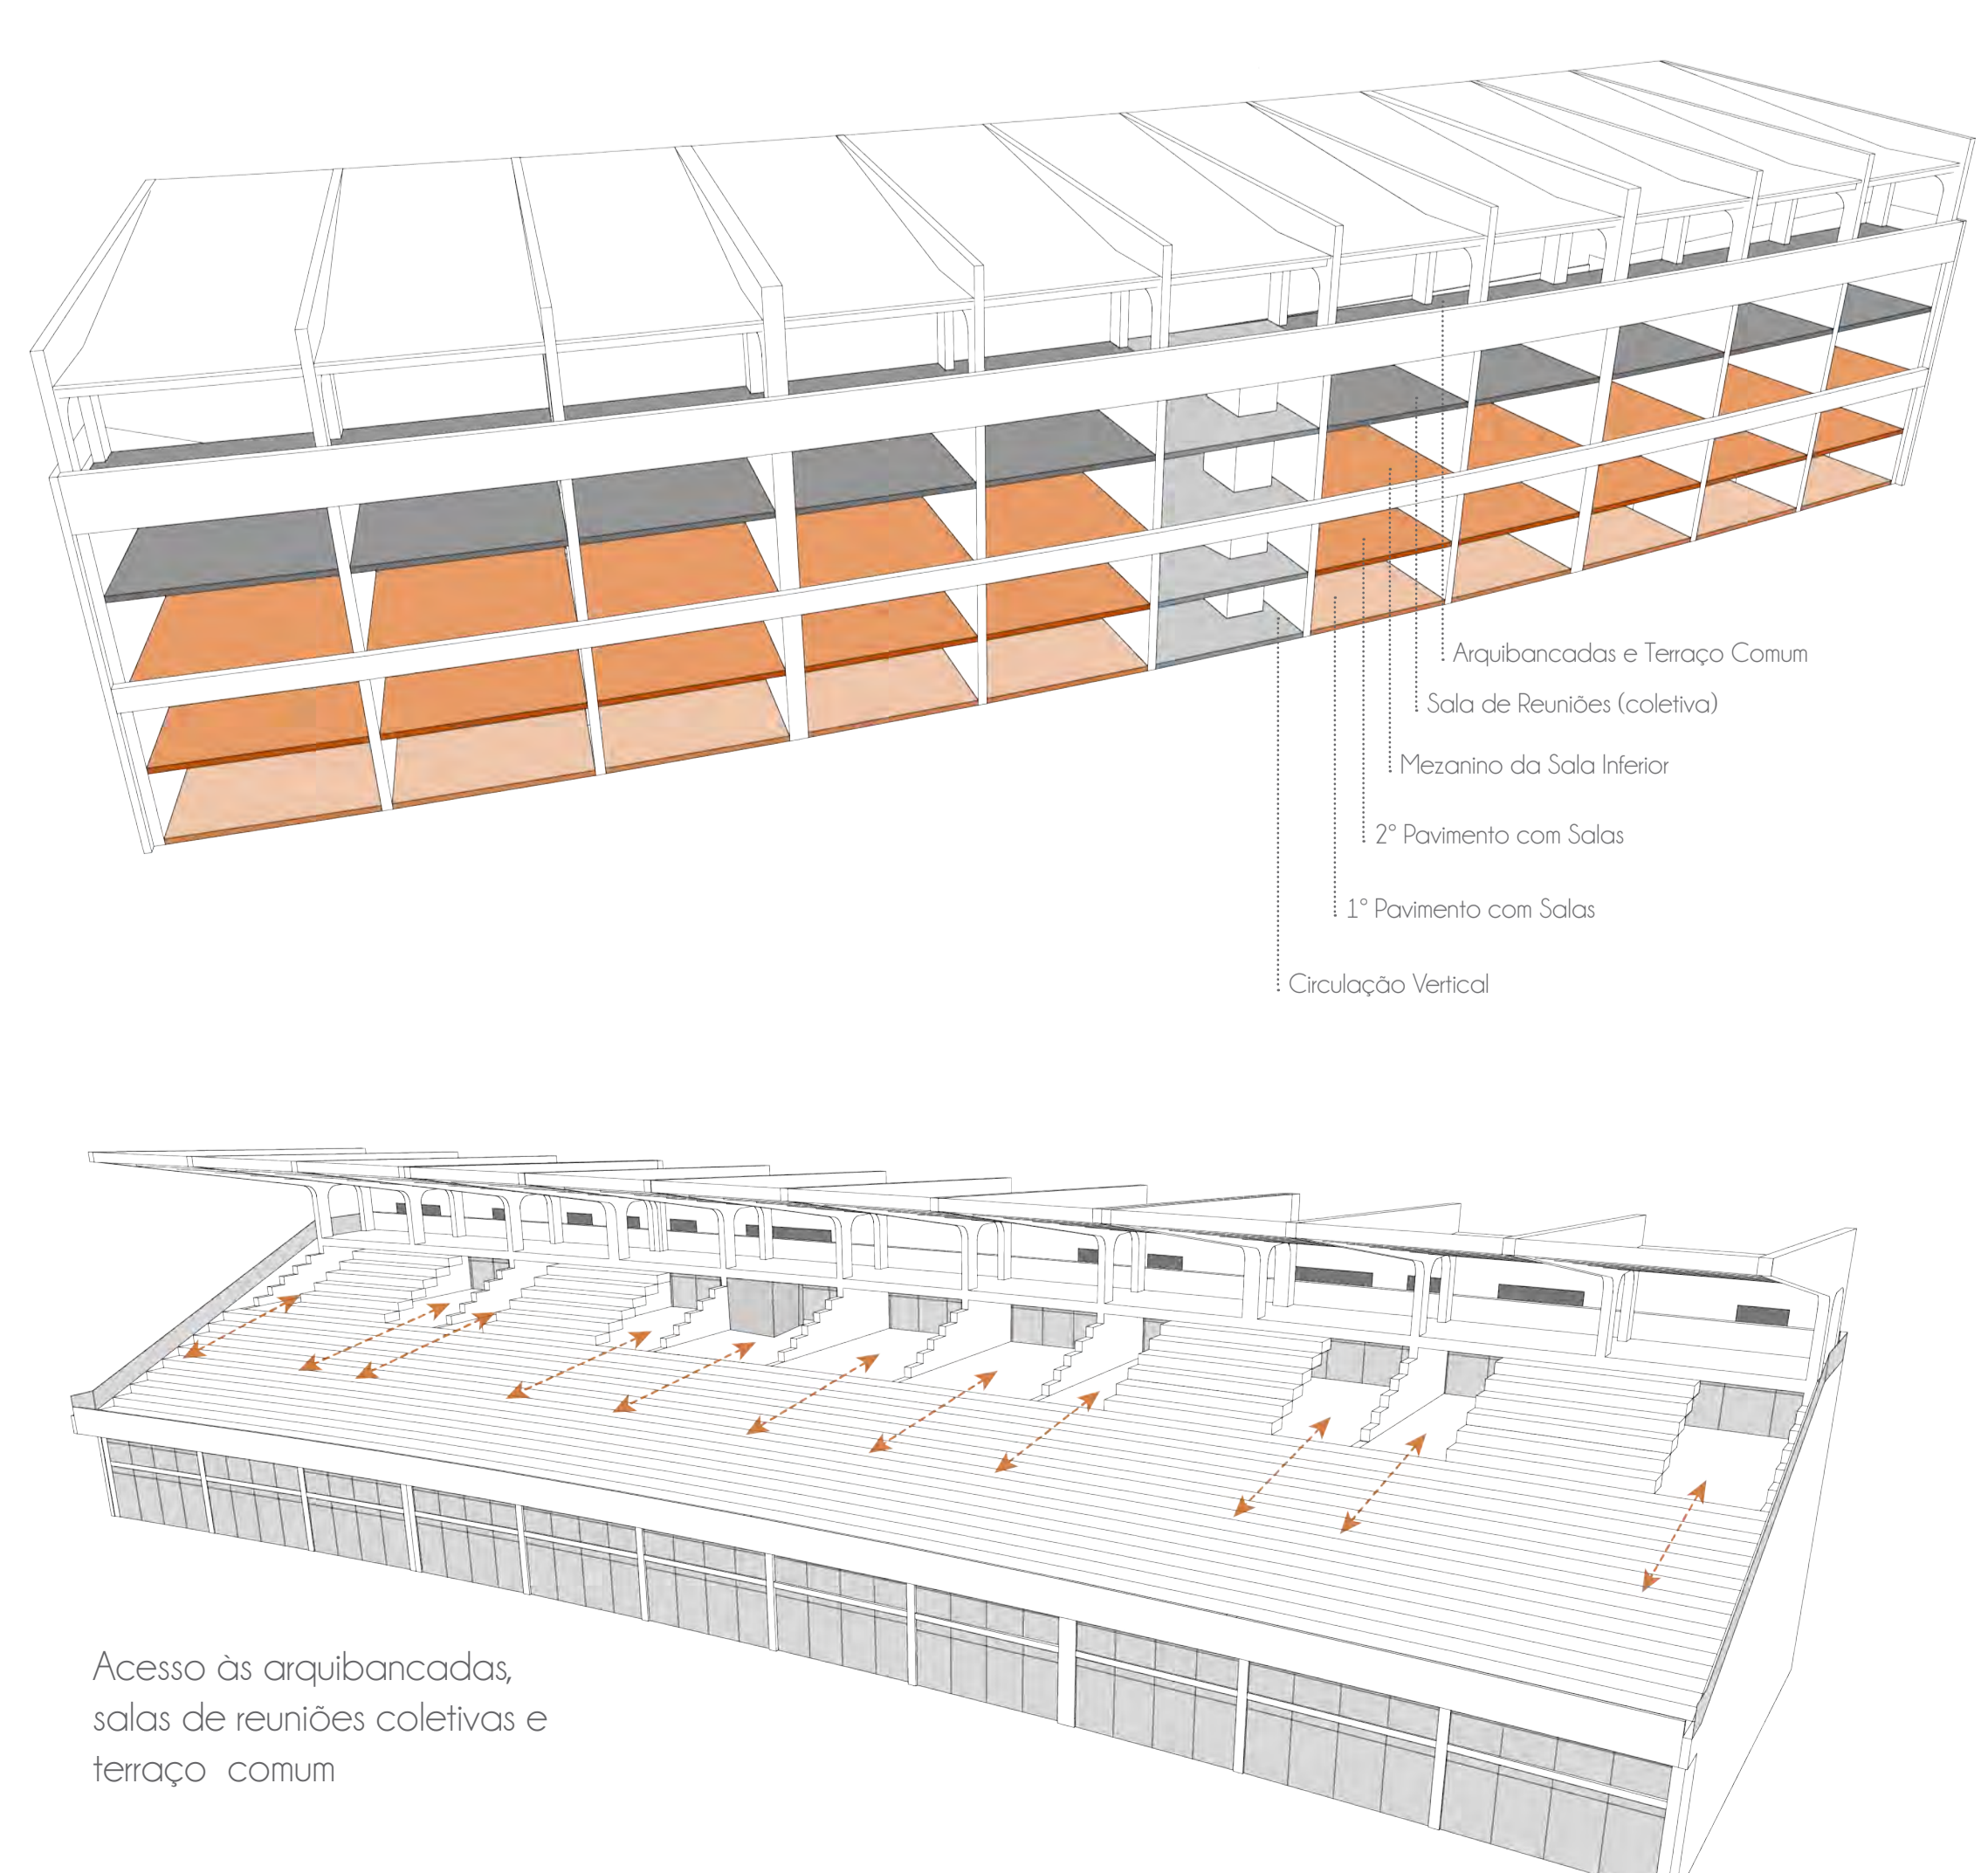 Arquibancadas e Terraço Comum
Sala de Reuniões (coletiva)
Mezanino da Sala Inferior
2° Pavimento com Salas
1° Pavimento com Salas
Circulação Vertical
Acesso às arquibancadas,
salas de reuniões coletivas e
terraço comum